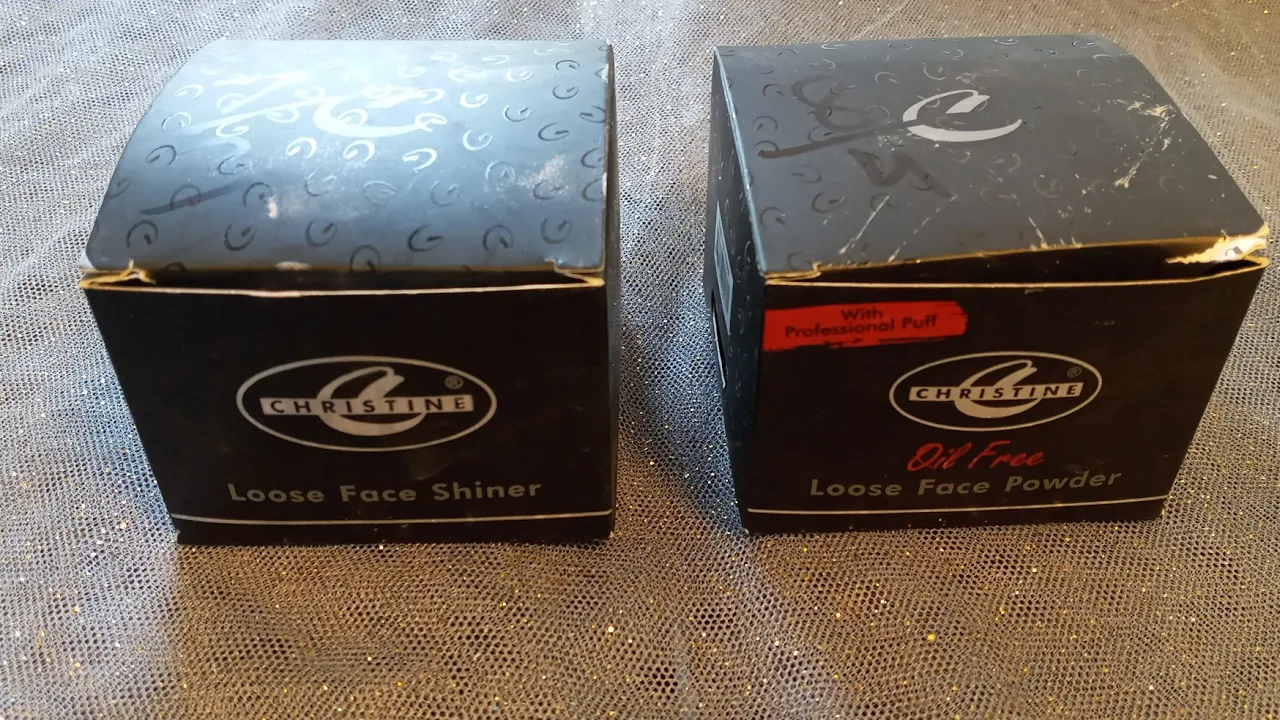 CHRISTINE ®
Loose Face Shiner
With
Professional Puff
CHRISTINE ®
Oil Free
Loose Face Powder